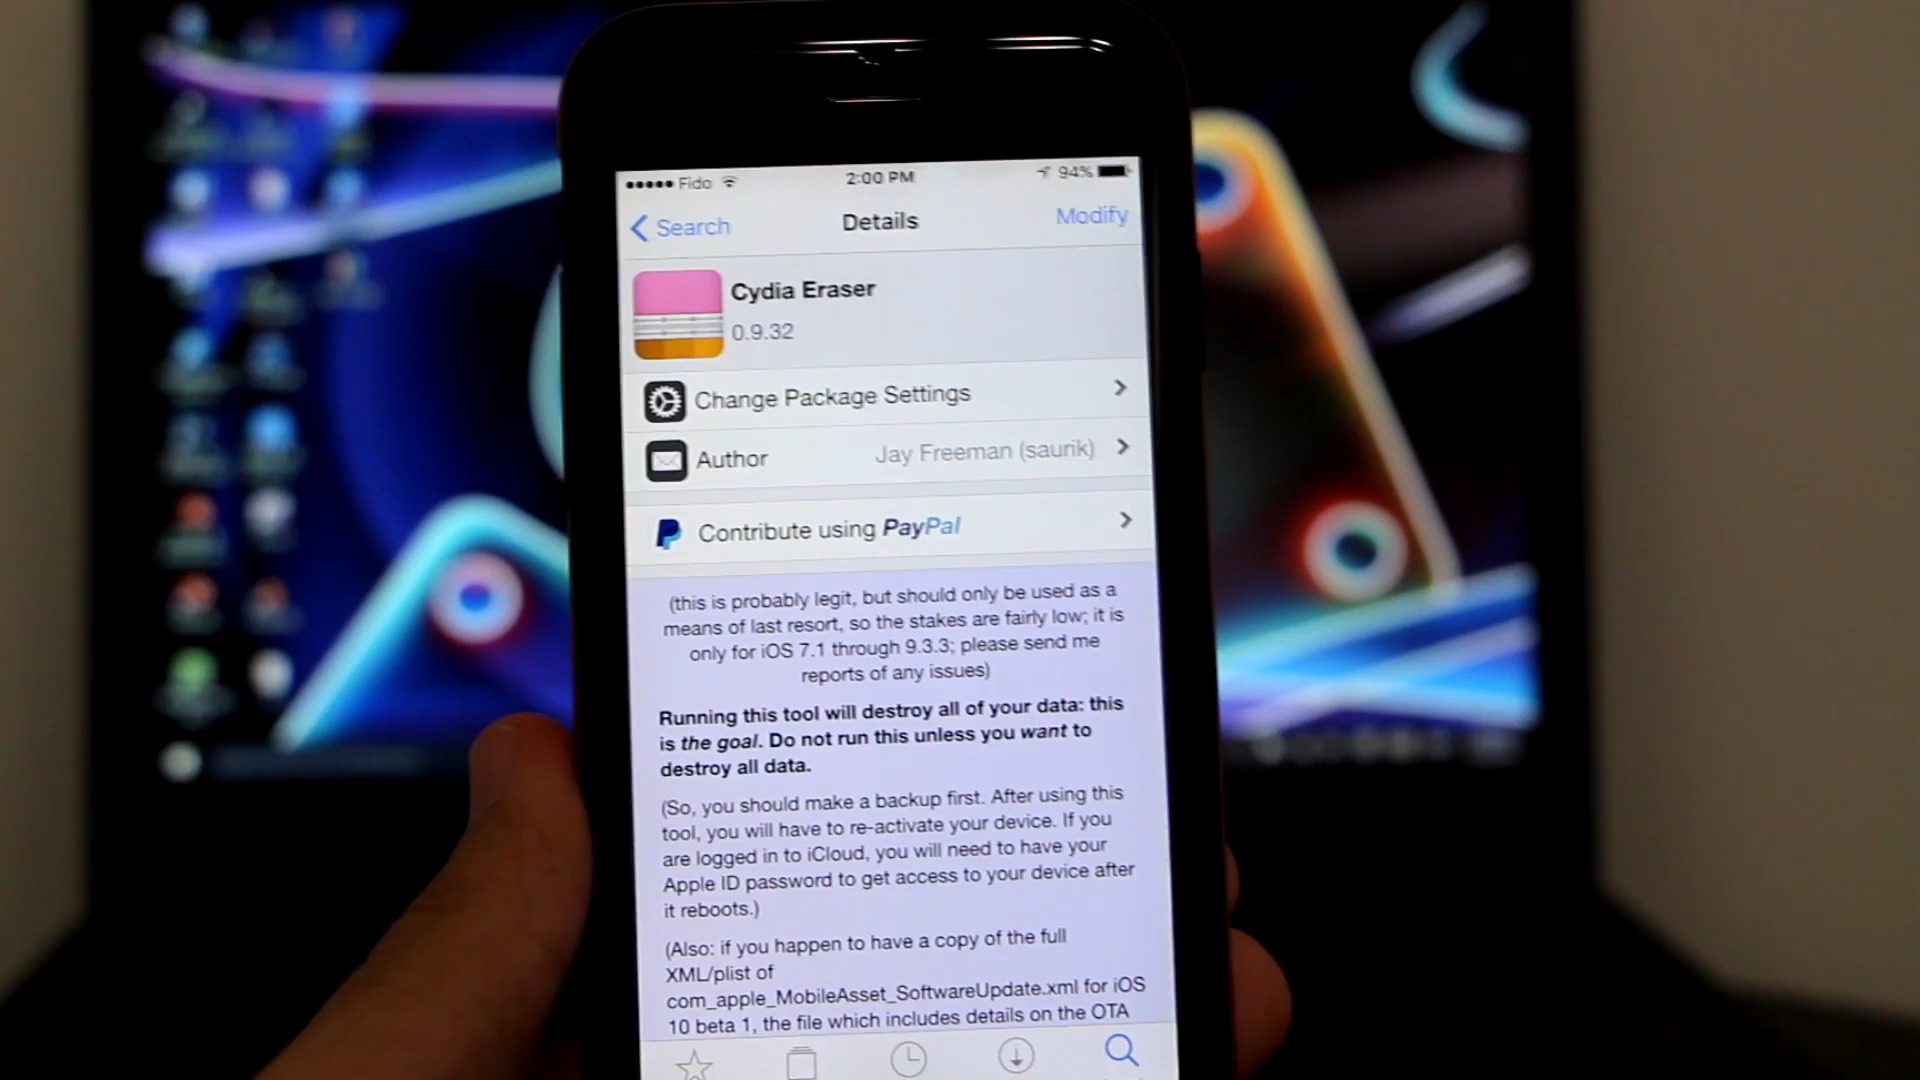 Fido 2:00 PM 94%
Search Details Modify
Cydia Eraser
0.9.32
Change Package Settings
Author Jay Freeman (saurik)
Contribute using PayPal
(this is probably legit, but should only be used as a
means of last resort, so the stakes are fairly low; it is
only for iOS 7.1 through 9.3.3; please send me
reports of any issues)
Running this tool will destroy all of your data: this
is the goal. Do not run this unless you want to
destroy all data.
(So, you should make a backup first. After using this
tool, you will have to re-activate your device. If you
are logged in to iCloud, you will need to have your
Apple ID password to get access to your device after
it reboots.)
(Also: if you happen to have a copy of the full
XML/plist of
com_apple_MobileAsset_SoftwareUpdate.xml for iOS
10 beta 1, the file which includes details on the OTA